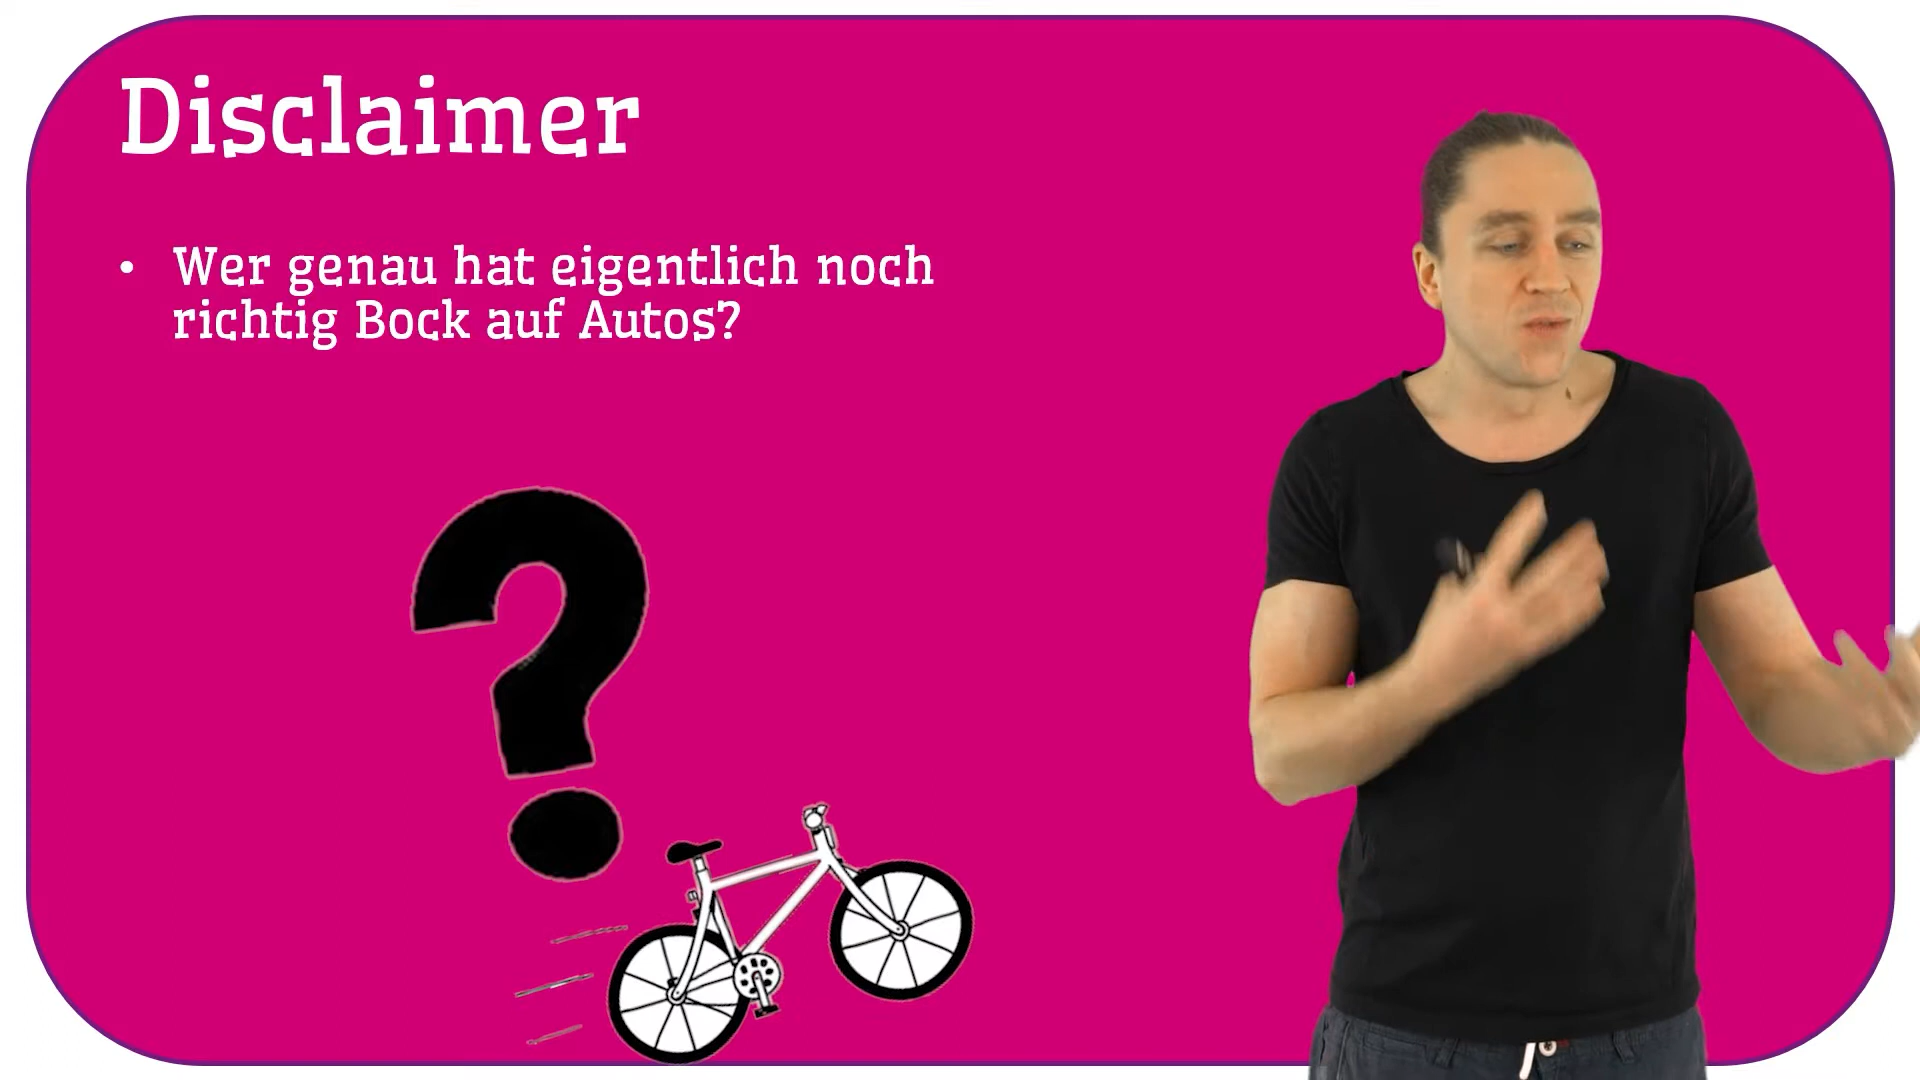 Disclaimer
• Wer genau hat eigentlich noch
richtig Bock auf Autos?
?